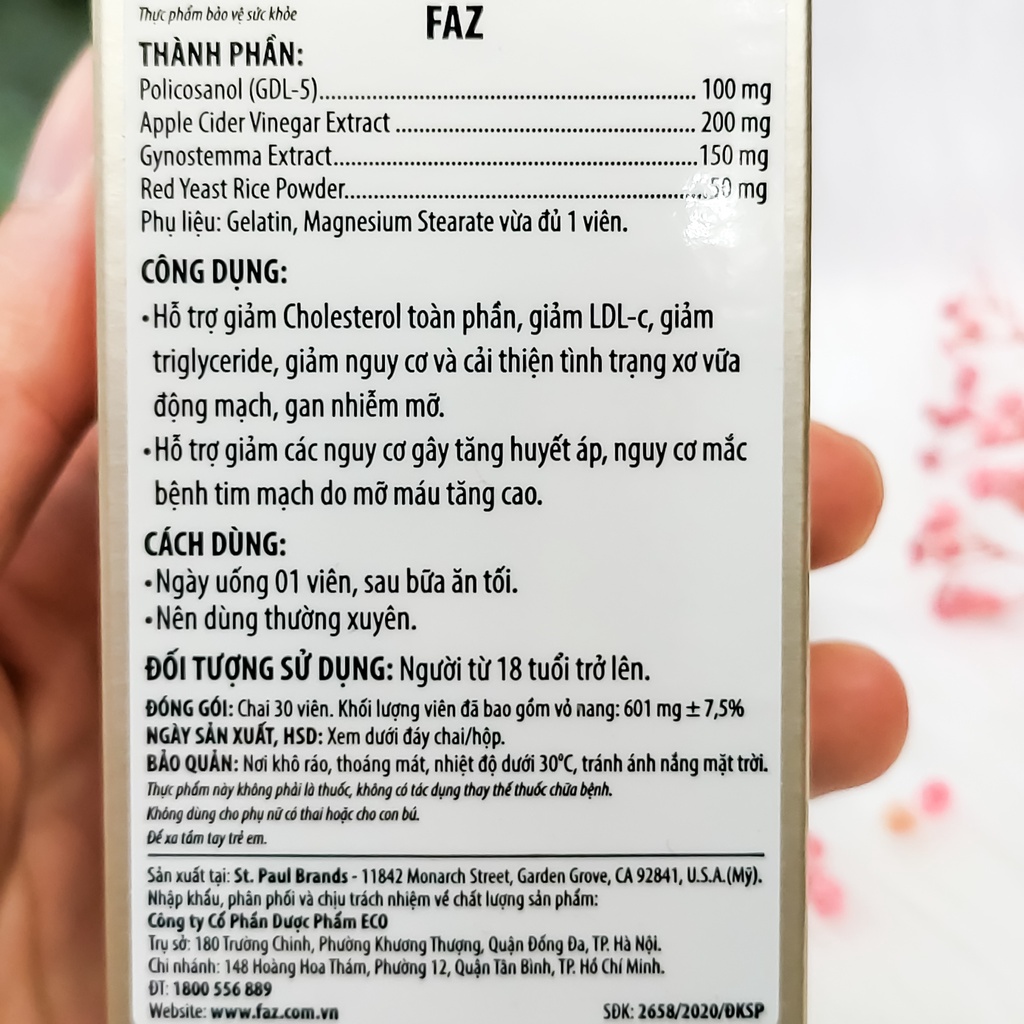 Thực phẩm bảo vệ sức khỏe
FAZ
THÀNH PHẦN:
Policosanol (GDL-5)........................................................ 100 mg
Apple Cider Vinegar Extract ............................................ 200 mg
Gynostemma Extract......................................................150 mg
Red Yeast Rice Powder....................................................50 mg
Phụ liệu: Gelatin, Magnesium Stearate vừa đủ 1 viên.
CÔNG DỤNG:
•Hỗ trợ giảm Cholesterol toàn phần, giảm LDL-c, giảm
triglyceride, giảm nguy cơ và cải thiện tình trạng xơ vữa
động mạch, gan nhiễm mỡ.
•Hỗ trợ giảm các nguy cơ gây tăng huyết áp, nguy cơ mắc
bệnh tim mạch do mỡ máu tăng cao.
CÁCH DÙNG:
•Ngày uống 01 viên, sau bữa ăn tối.
•Nên dùng thường xuyên.
ĐỐI TƯỢNG SỬ DỤNG: Người từ 18 tuổi trở lên.
ĐÓNG GÓI: Chai 30 viên. Khối lượng viên đã bao gồm vỏ nang: 601 mg ± 7,5%
NGÀY SẢN XUẤT, HSD: Xem dưới đáy chai/hộp.
BẢO QUẢN: Nơi khô ráo, thoáng mát, nhiệt độ dưới 30°C, tránh ánh nắng mặt trời.
Thực phẩm này không phải là thuốc, không có tác dụng thay thế thuốc chữa bệnh.
Không dùng cho phụ nữ có thai hoặc cho con bú.
Để xa tầm tay trẻ em.
Sản xuất tại: St. Paul Brands - 11842 Monarch Street, Garden Grove, CA 92841, U.S.A.(Mỹ).
Nhập khẩu, phân phối và chịu trách nhiệm về chất lượng sản phẩm:
Công ty Cổ Phần Dược Phẩm ECO
Trụ sở: 180 Trường Chinh, Phường Khương Thượng, Quận Đống Đa, TP. Hà Nội.
Chi nhánh: 148 Hoàng Hoa Thám, Phường 12, Quận Tân Bình, TP. Hồ Chí Minh.
ĐT: 1800 556 889
Website: www.faz.com.vn SĐK: 2658/2020/ĐKSP